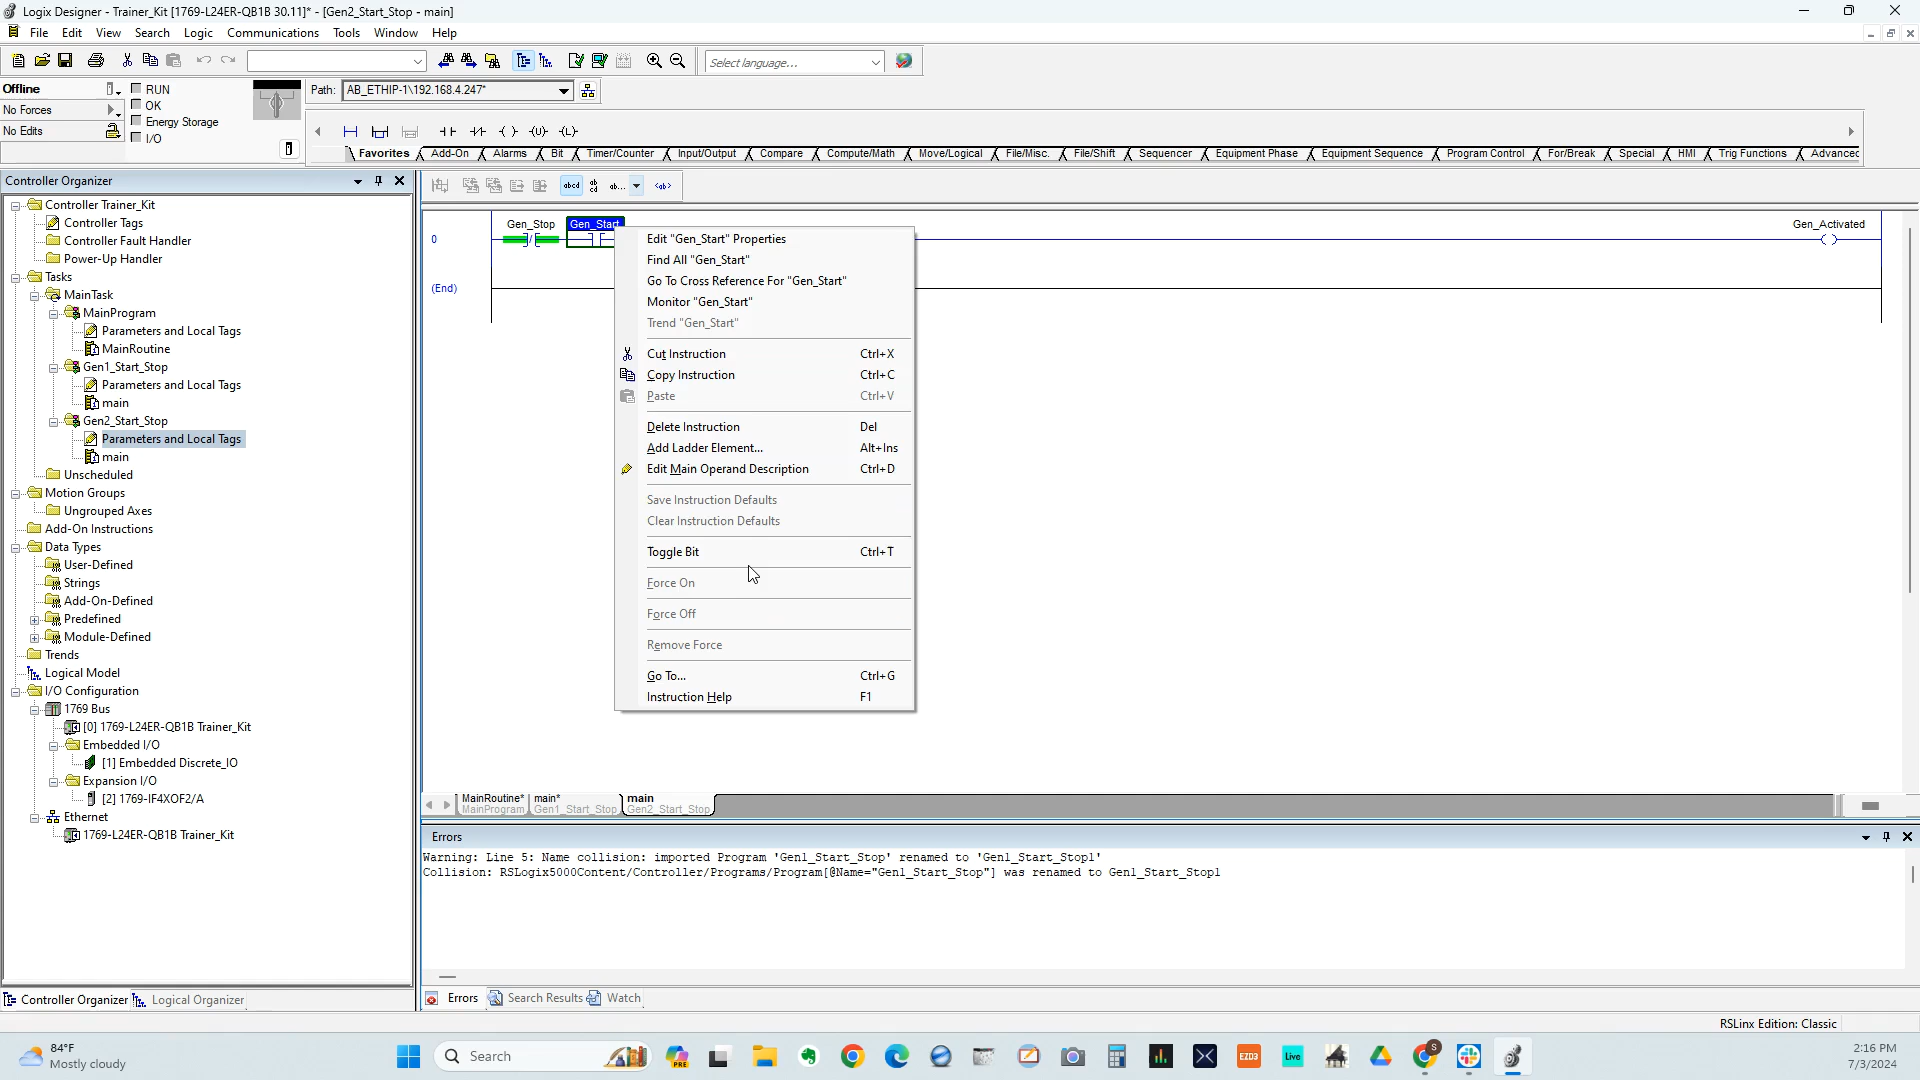 Logix Designer - Trainer_Kit [1769-L24ER-QB1B 30.11]* - [Gen2_Start_Stop - main]
File Edit View Search Logic Communications Tools Window Help
Select language...
Offline
RUN
No Forces
OK
No Edits
Energy Storage
I/O
Path: AB_ETHIP-1\192.168.4.247*
Favorites Add-On Alarms Bit Timer/Counter Input/Output Compare Compute/Math Move/Logical File/Misc. File/Shift Sequencer Equipment Phase Equipment Sequence Program Control For/Break Special HMI Trig Functions Advanced
Controller Organizer
Controller Trainer_Kit
Controller Tags
Controller Fault Handler
Power-Up Handler
Tasks
MainTask
MainProgram
Parameters and Local Tags
MainRoutine
Gen1_Start_Stop
Parameters and Local Tags
main
Gen2_Start_Stop
Parameters and Local Tags
main
Unscheduled
Motion Groups
Ungrouped Axes
Add-On Instructions
Data Types
User-Defined
Strings
Add-On-Defined
Predefined
Module-Defined
Trends
Logical Model
I/O Configuration
1769 Bus
[0] 1769-L24ER-QB1B Trainer_Kit
Embedded I/O
[1] Embedded Discrete_IO
Expansion I/O
[2] 1769-IF4XOF2/A
Ethernet
1769-L24ER-QB1B Trainer_Kit
Controller Organizer Logical Organizer
abcd ab cd ab... <ab>
Gen_Stop Gen_Start Gen_Activated
0
(End)
Edit "Gen_Start" Properties
Find All "Gen_Start"
Go To Cross Reference For "Gen_Start"
Monitor "Gen_Start"
Trend "Gen_Start"
Cut Instruction Ctrl+X
Copy Instruction Ctrl+C
Paste Ctrl+V
Delete Instruction Del
Add Ladder Element... Alt+Ins
Edit Main Operand Description Ctrl+D
Save Instruction Defaults
Clear Instruction Defaults
Toggle Bit Ctrl+T
Force On
Force Off
Remove Force
Go To... Ctrl+G
Instruction Help F1
MainRoutine* main* main
MainProgram Gen1_Start_Stop Gen2_Start_Stop
Errors
Warning: Line 5: Name collision: imported Program 'Gen1_Start_Stop' renamed to 'Gen1_Start_Stop1'
Collision: RSLogix5000Content/Controller/Programs/Program[@Name="Gen1_Start_Stop"] was renamed to Gen1_Start_Stop1
Errors Search Results Watch
RSLinx Edition: Classic
84°F
Mostly cloudy
Search
PRE
EZD3
Live
S
2:16 PM
7/3/2024